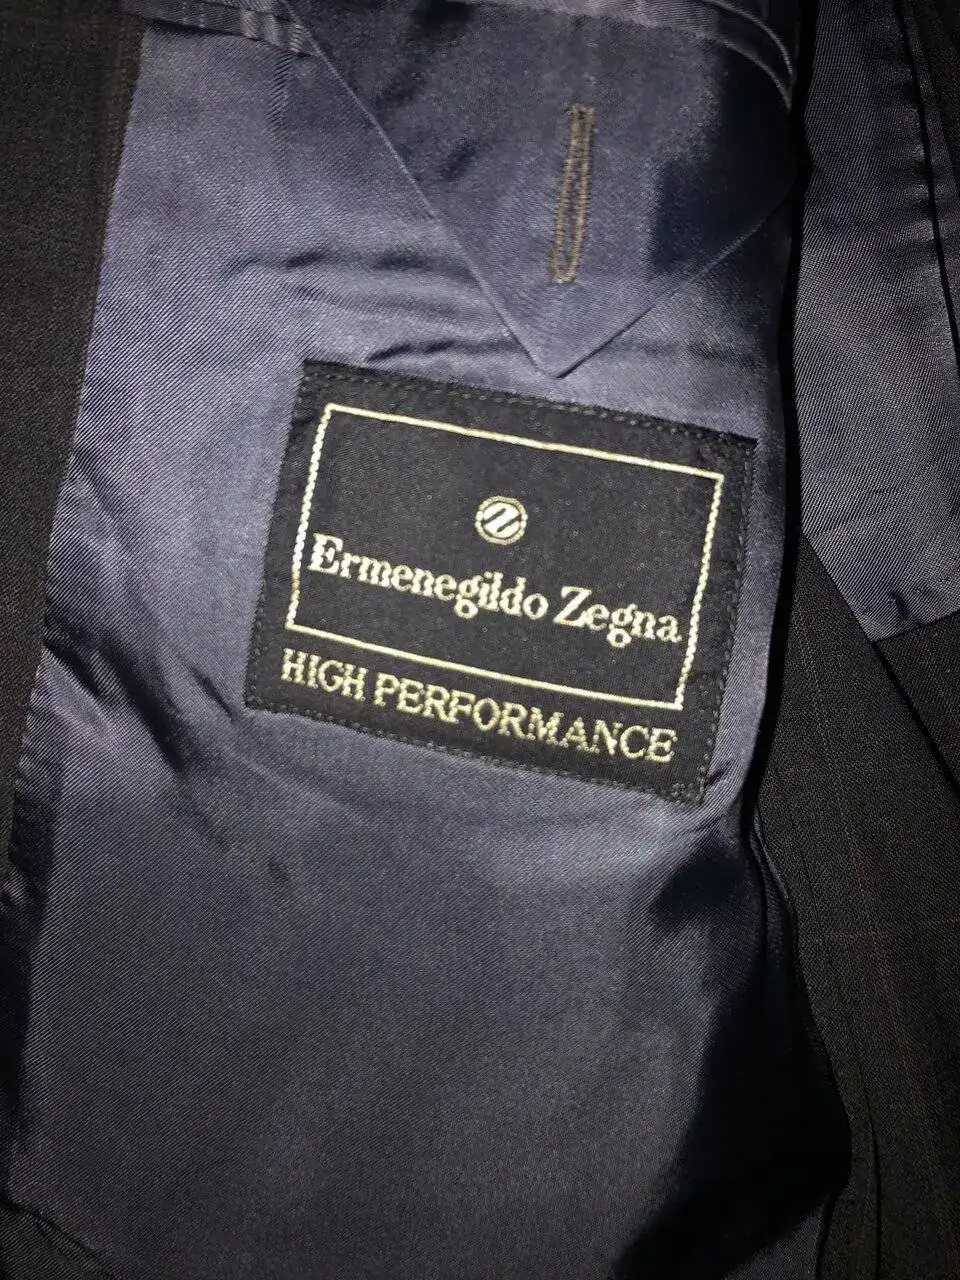 Z
Ermenegildo Zegna
HIGH PERFORMANCE